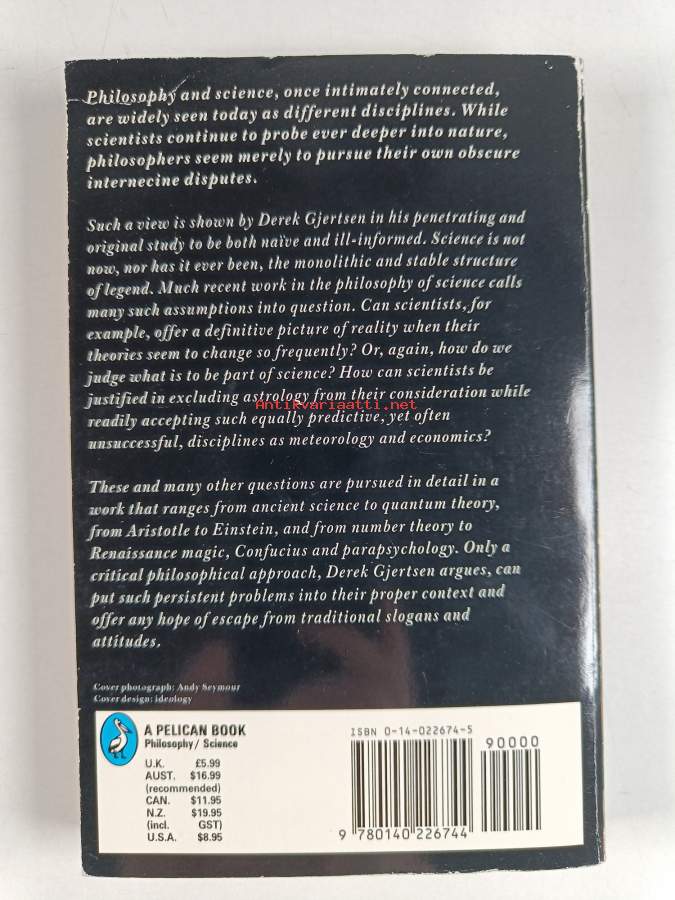 Philosophy and science, once intimately connected,
are widely seen today as different disciplines. While
scientists continue to probe ever deeper into nature,
philosophers seem merely to pursue their own obscure
internecine disputes.
Such a view is shown by Derek Gjertsen in his penetrating and
original study to be both naïve and ill-informed. Science is not
now, nor has it ever been, the monolithic and stable structure
of legend. Much recent work in the philosophy of science calls
many such assumptions into question. Can scientists, for
example, offer a definitive picture of reality when their
theories seem to change so frequently? Or, again, how do we
judge what is to be part of science? How can scientists be
justified in excluding astrology from their consideration while
Antikvariaatti.net
readily accepting such equally predictive, yet often
unsuccessful, disciplines as meteorology and economics?
These and many other questions are pursued in detail in a
work that ranges from ancient science to quantum theory,
from Aristotle to Einstein, and from number theory to
Renaissance magic, Confucius and parapsychology. Only a
critical philosophical approach, Derek Gjertsen argues, can
put such persistent problems into their proper context and
offer any hope of escape from traditional slogans and
attitudes.
Cover photograph: Andy Seymour
Cover design: ideology
A PELICAN BOOK
Philosophy/ Science
U.K. £5.99
AUST. $16.99
(recommended)
CAN. $11.95
N.Z. $19.95
(incl. GST)
U.S.A. $8.95
ISBN 0-14-022674-5
90000
9 780140 226744